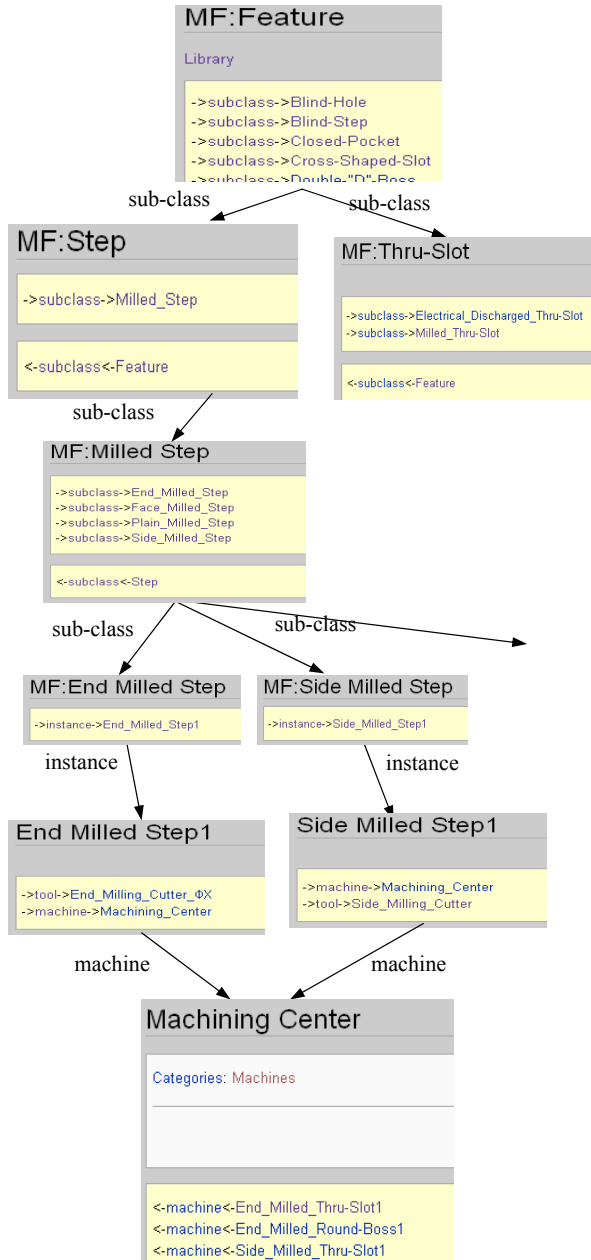 MF:Feature
Library
->subclass->Blind-Hole
->subclass->Blind-Step
->subclass->Closed-Pocket
->subclass->Cross-Shaped-Slot
->subclass->Double-"D"-Boss
sub-class
sub-class
MF:Step
->subclass->Milled_Step
<-subclass<-Feature
MF:Thru-Slot
->subclass->Electrical_Discharged_Thru-Slot
->subclass->Milled_Thru-Slot
<-subclass<-Feature
sub-class
MF:Milled Step
->subclass->End_Milled_Step
->subclass->Face_Milled_Step
->subclass->Plain_Milled_Step
->subclass->Side_Milled_Step
<-subclass<-Step
sub-class
sub-class
MF:End Milled Step
->instance->End_Milled_Step1
MF:Side Milled Step
->instance->Side_Milled_Step1
instance
instance
End Milled Step1
->tool->End_Milling_Cutter_ΦX
->machine->Machining_Center
Side Milled Step1
->machine->Machining_Center
->tool->Side_Milling_Cutter
machine
machine
Machining Center
Categories: Machines
<-machine<-End_Milled_Thru-Slot1
<-machine<-End_Milled_Round-Boss1
<-machine<-Side_Milled_Thru-Slot1